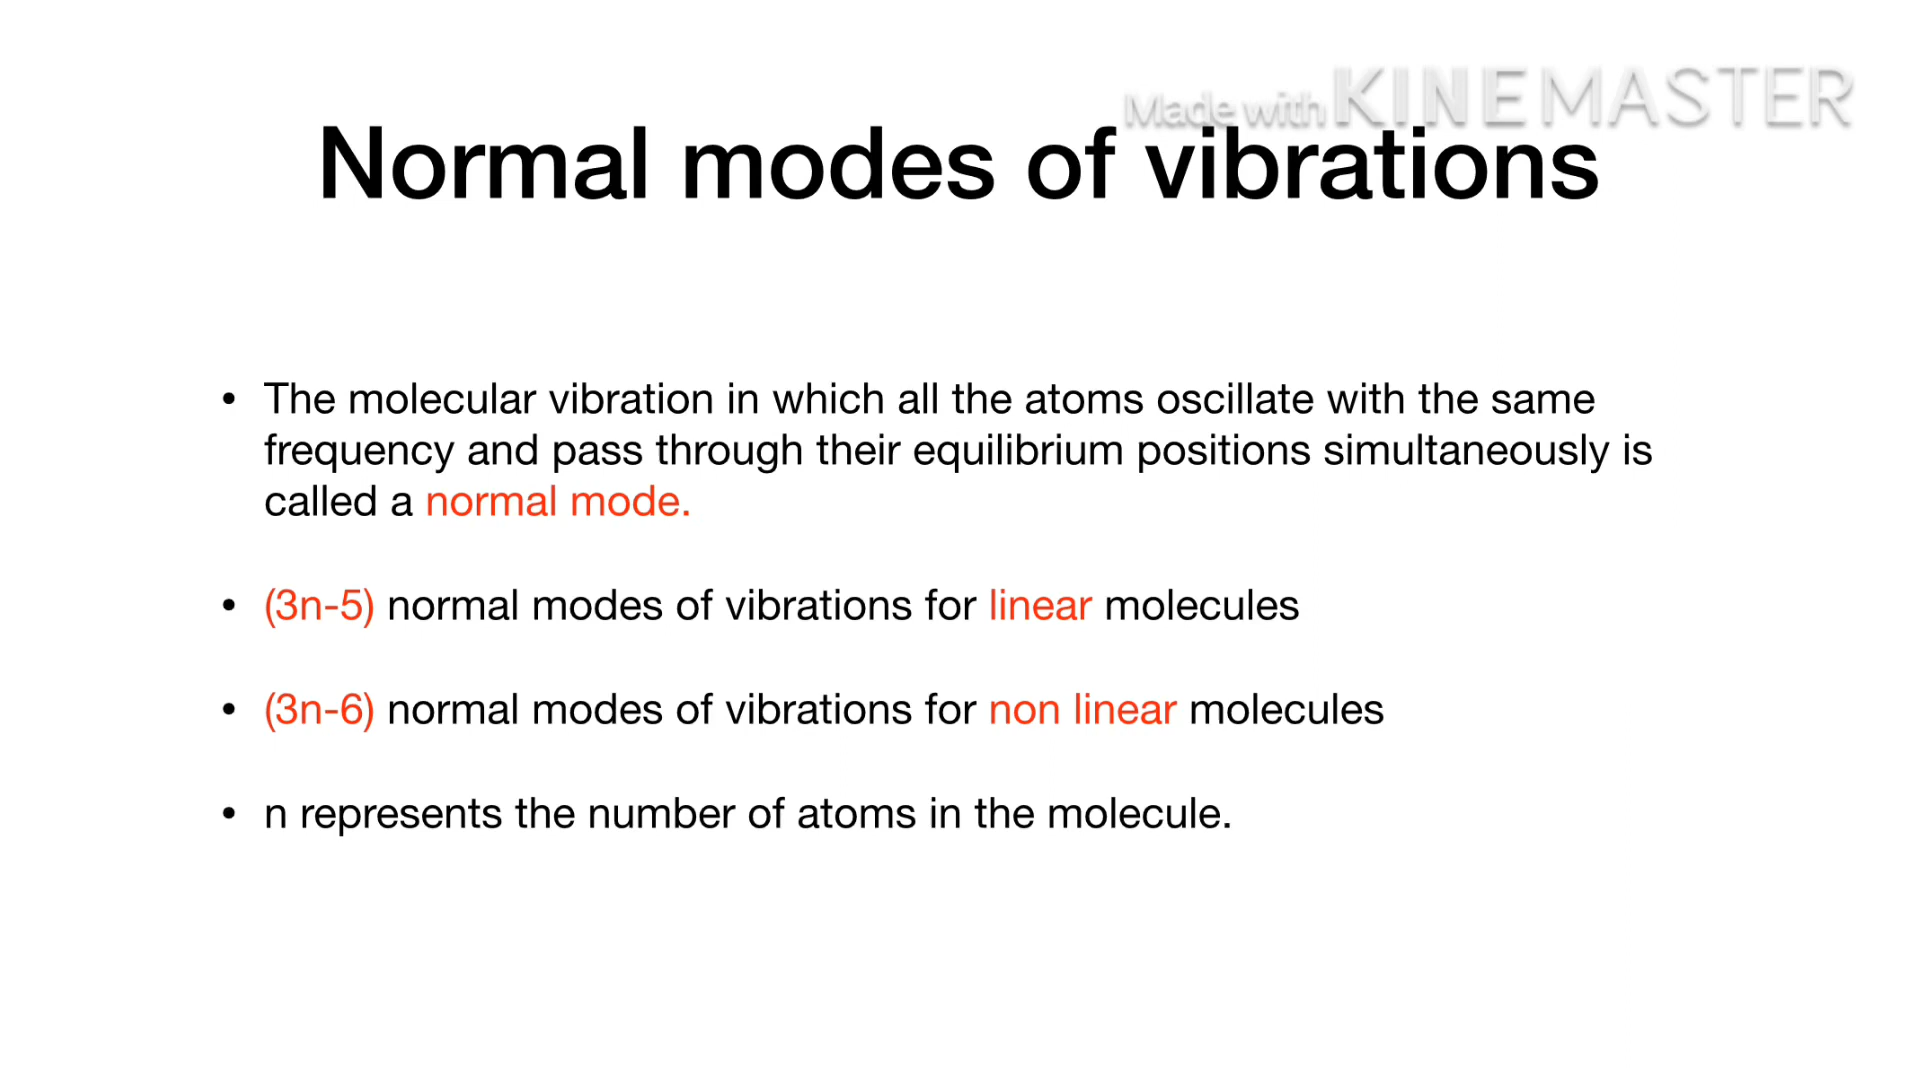 Made with KINEMASTER
Normal modes of vibrations
• The molecular vibration in which all the atoms oscillate with the same
frequency and pass through their equilibrium positions simultaneously is
called a normal mode.
• (3n-5) normal modes of vibrations for linear molecules
• (3n-6) normal modes of vibrations for non linear molecules
• n represents the number of atoms in the molecule.